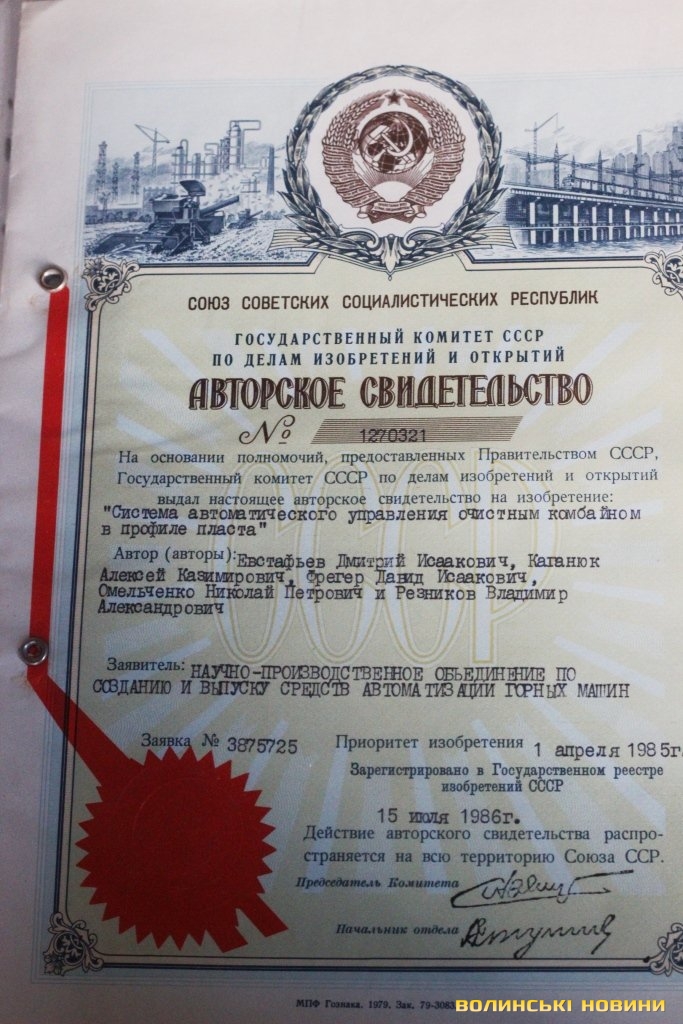 СОЮЗ СОВЕТСКИХ СОЦИАЛИСТИЧЕСКИХ РЕСПУБЛИК
ГОСУДАРСТВЕННЫЙ КОМИТЕТ СССР
ПО ДЕЛАМ ИЗОБРЕТЕНИЙ И ОТКРЫТИЙ
АВТОРСКОЕ СВИДЕТЕЛЬСТВО
№ 1270321
На основании полномочий, предоставленных Правительством СССР,
Государственный комитет СССР по делам изобретений и открытий
выдал настоящее авторское свидетельство на изобретение:
"Система автоматического управления очистным комбайном
в профиле пласта"
Автор (авторы): Евстафьев Дмитрий Исаакович, Каганюк
Алексей Казимирович, Фрегер Давид Исаакович,
Омельченко Николай Петрович и Резников Владимир
Александрович
Заявитель: НАУЧНО-ПРОИЗВОДСТВЕННОЕ ОБЪЕДИНЕНИЕ ПО
СОЗДАНИЮ И ВЫПУСКУ СРЕДСТВ АВТОМАТИЗАЦИИ ГОРНЫХ МАШИН
Заявка № 3875725 Приоритет изобретения 1 апреля 1985г.
Зарегистрировано в Государственном реестре
изобретений СССР
15 июля 1986г.
Действие авторского свидетельства распро-
страняется на всю территорию Союза ССР.
Председатель Комитета
Начальник отдела
МПФ Гознака. 1979. Зак. 79-3083.
ВОЛИНСЬКІ НОВИНИ